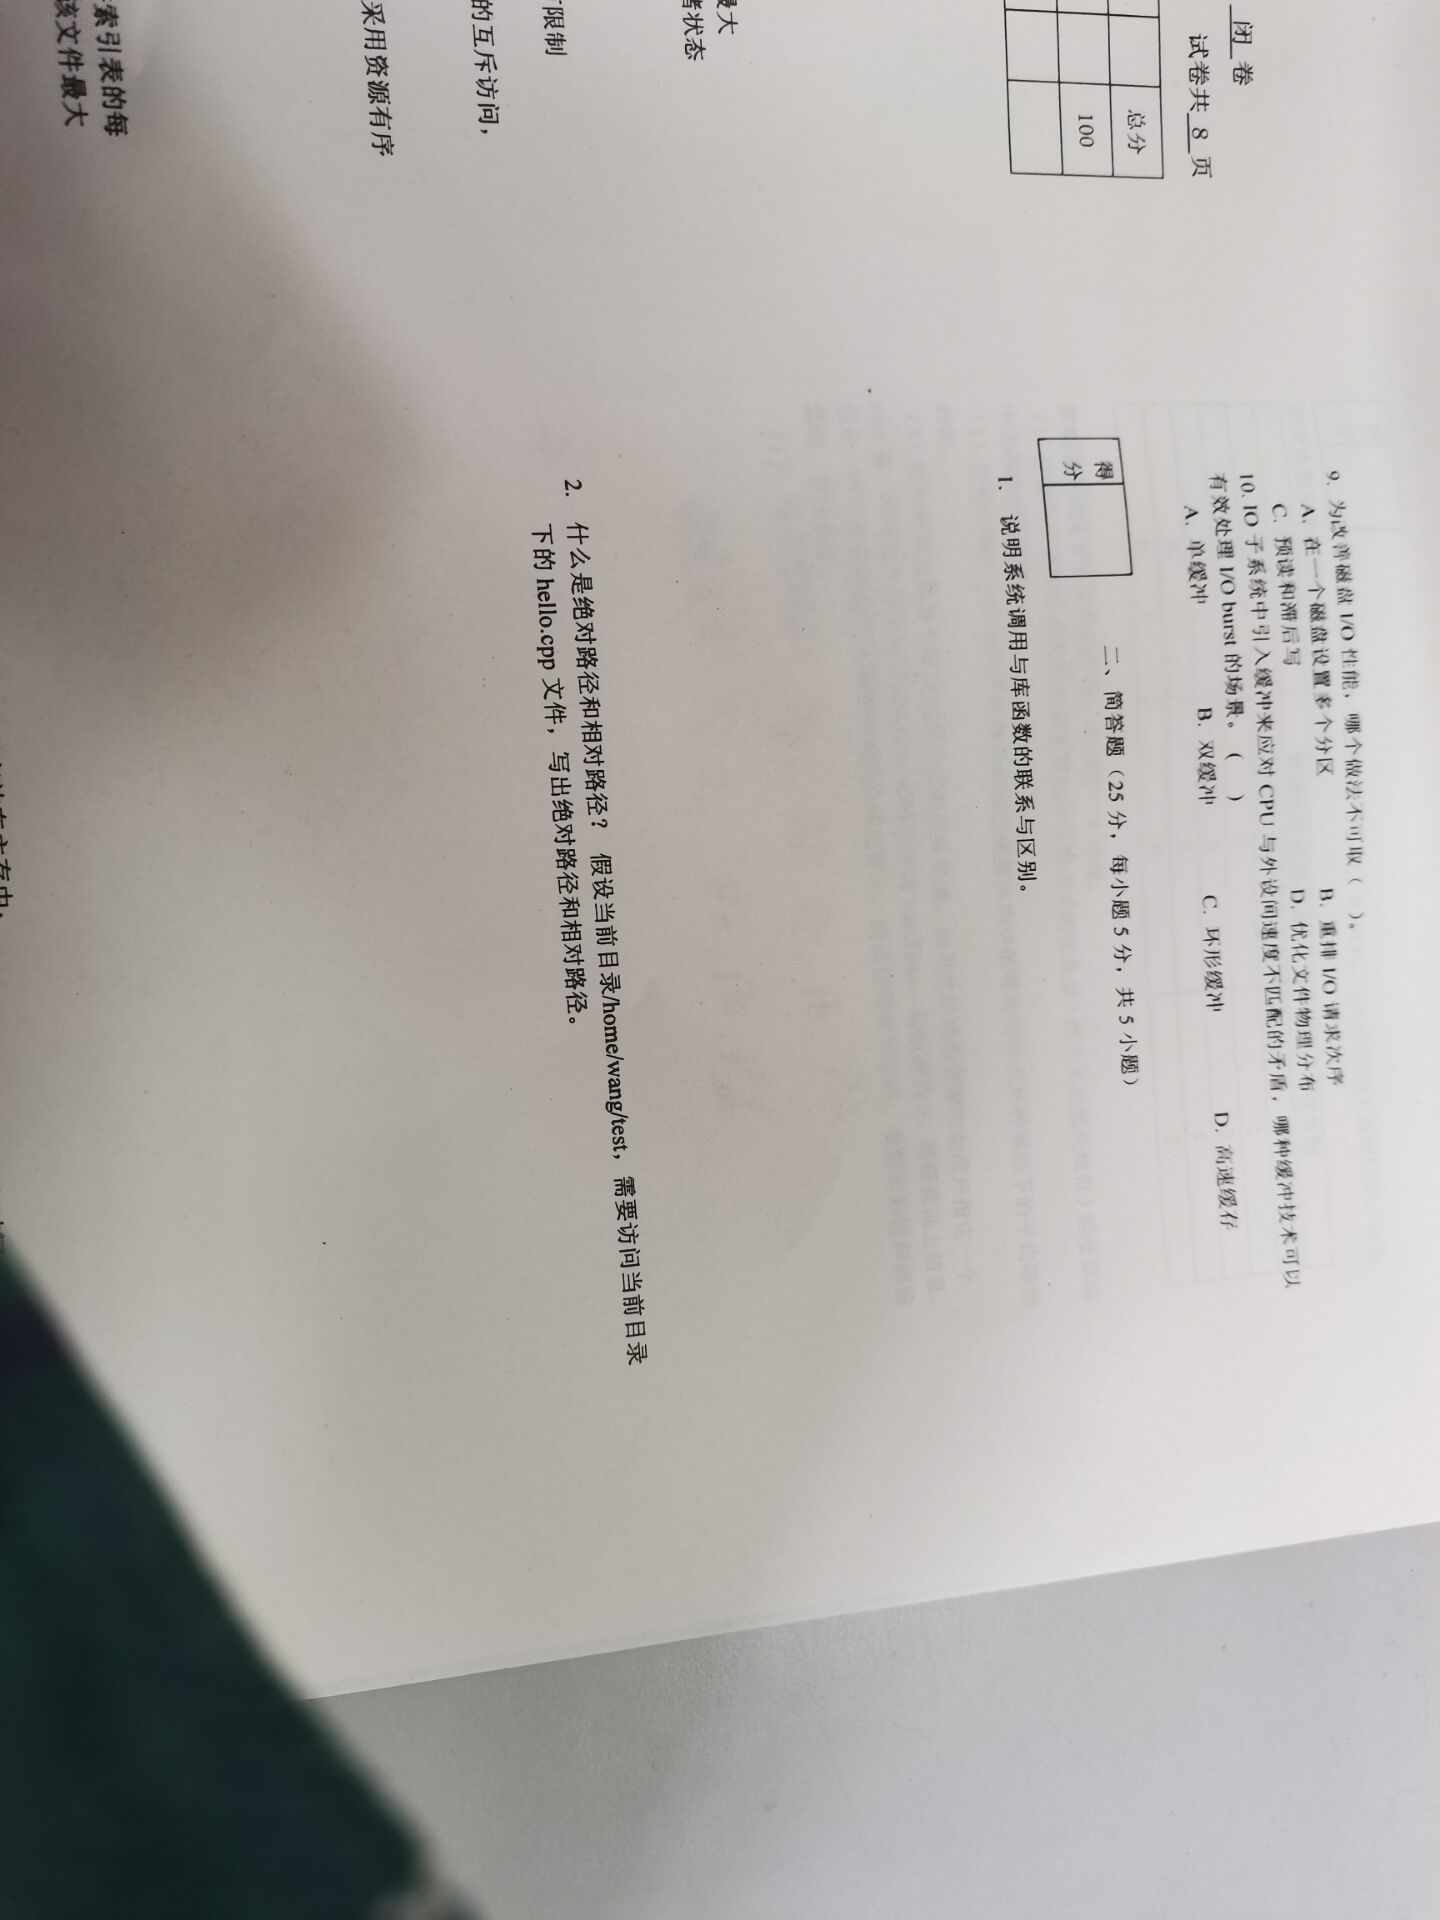 闭 卷
试卷共 8 页
总分
100
最大
者状态
有限制
的互斥访问，
采用资源有序
索引表的每
该文件最大
9. 为改善磁盘 I/O 性能，哪个做法不可取（ ）。
A. 在一个磁盘设置多个分区 B. 重排 I/O 请求次序
C. 预读和滞后写 D. 优化文件物理分布
10. IO 子系统中引入缓冲来应对 CPU 与外设间速度不匹配的矛盾，哪种缓冲技术可以
有效处理 I/O burst 的场景。（ ）
A. 单缓冲 B. 双缓冲 C. 环形缓冲 D. 高速缓存
得
分
二、简答题（25 分，每小题 5 分，共 5 小题）
1. 说明系统调用与库函数的联系与区别。
2. 什么是绝对路径和相对路径？ 假设当前目录/home/wang/test，需要访问当前目录
下的 hello.cpp 文件，写出绝对路径和相对路径。